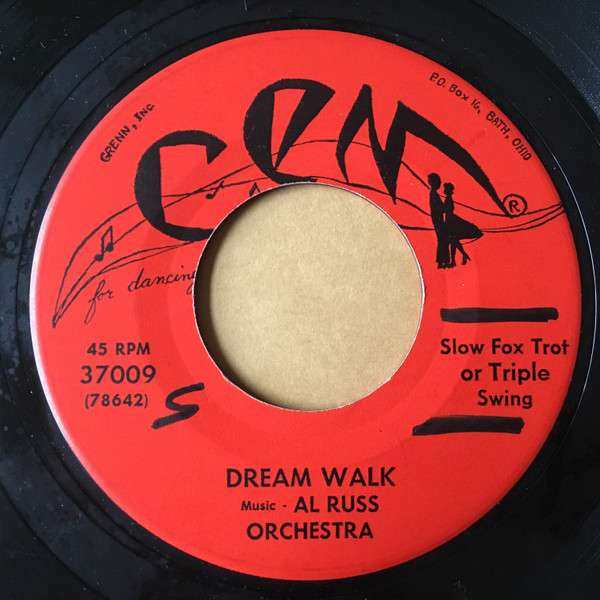 GRENN, INC.
P.O. Box 16, BATH, OHIO
CEM
®
for dancing
45 RPM
37009
(78642)
S
Slow Fox Trot
or Triple
Swing
DREAM WALK
Music - AL RUSS
ORCHESTRA